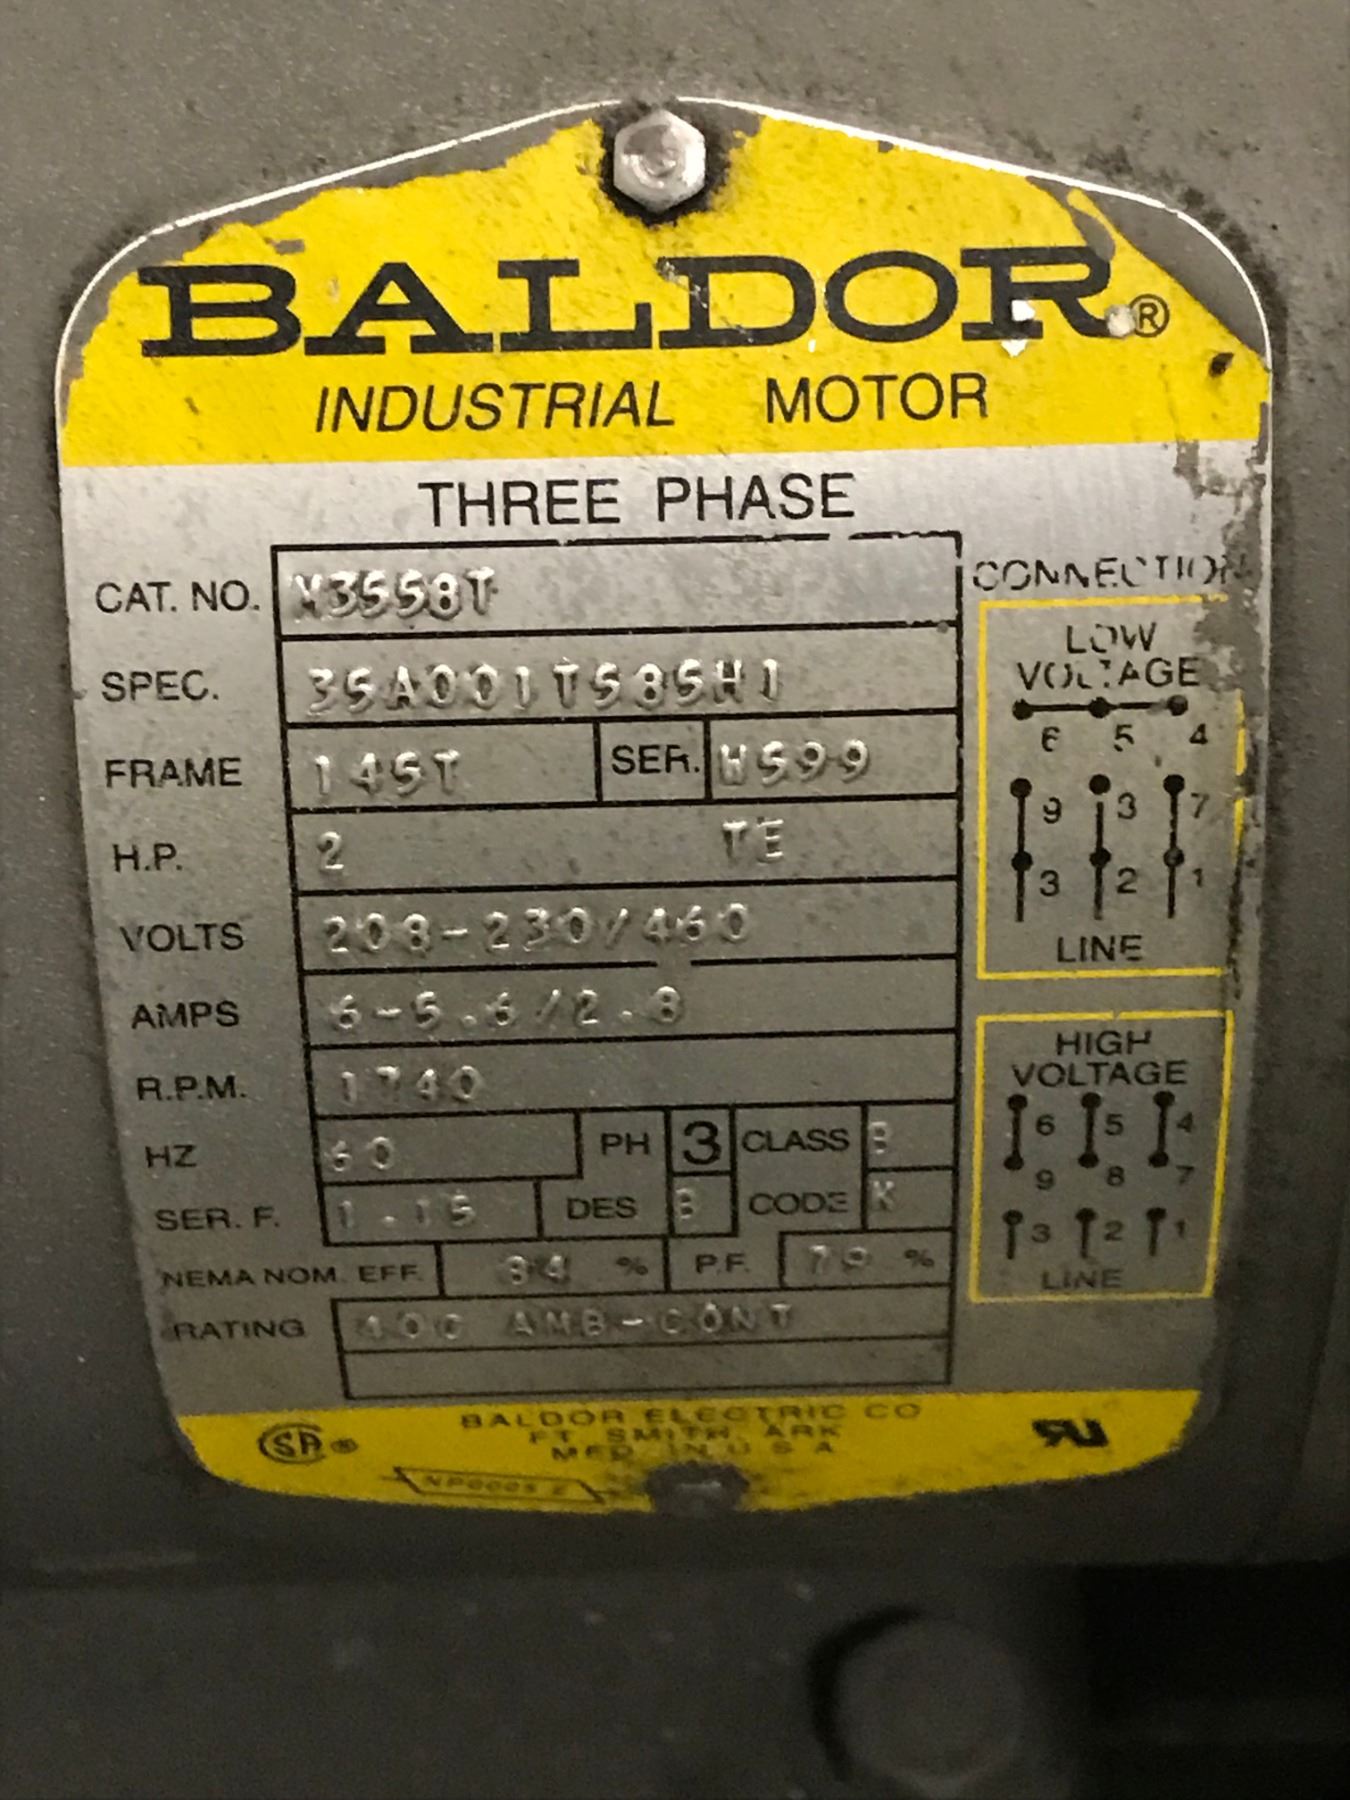 BALDOR®
INDUSTRIAL MOTOR
THREE PHASE
CAT. NO. M3558T
SPEC. 35A001T585H1
FRAME 145T SER. W599
H.P. 2 TE
VOLTS 208-230/460
AMPS 6-5.6/2.8
R.P.M. 1740
HZ 60 PH 3 CLASS B
SER. F. 1.15 DES B CODE K
NEMA NOM. EFF. 84 % P.F. %
RATING 40C AMB-CONT
CONNECTION
LOW
VOLTAGE
6 5 4
9 7
3 2 1
LINE
HIGH
VOLTAGE
6 5 4
9 8 7
3 2 1
LINE
BALDOR ELECTRIC CO
FT. SMITH, ARK
MFD. IN U.S.A.